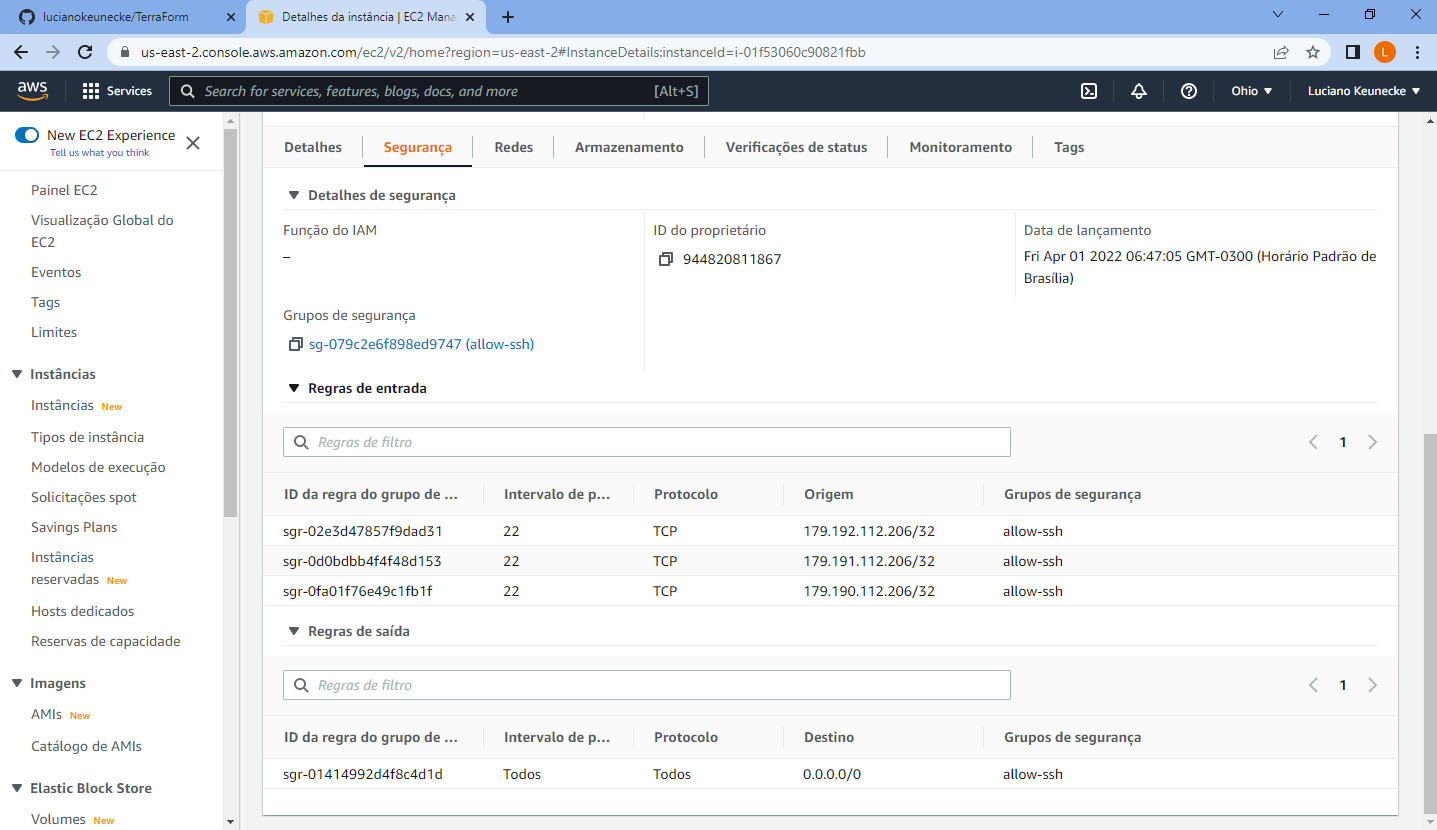 lucianokeunecke/TerraForm
Detalhes da instância | EC2 Mana
us-east-2.console.aws.amazon.com/ec2/v2/home?region=us-east-2#InstanceDetails:instanceId=i-01f53060c90821fbb
L
aws
Services
Search for services, features, blogs, docs, and more
[Alt+S]
Ohio
Luciano Keunecke
New EC2 Experience
Tell us what you think
Painel EC2
Visualização Global do
EC2
Eventos
Tags
Limites
Instâncias
Instâncias New
Tipos de instância
Modelos de execução
Solicitações spot
Savings Plans
Instâncias
reservadas New
Hosts dedicados
Reservas de capacidade
Imagens
AMIs New
Catálogo de AMIs
Elastic Block Store
Volumes New
Detalhes Segurança Redes Armazenamento Verificações de status Monitoramento Tags
Detalhes de segurança
Função do IAM
–
ID do proprietário
944820811867
Data de lançamento
Fri Apr 01 2022 06:47:05 GMT-0300 (Horário Padrão de
Brasília)
Grupos de segurança
sg-079c2e6f898ed9747 (allow-ssh)
Regras de entrada
Regras de filtro
1
ID da regra do grupo de ... Intervalo de p... Protocolo Origem Grupos de segurança
sgr-02e3d47857f9dad31 22 TCP 179.192.112.206/32 allow-ssh
sgr-0d0bdbb4f4f48d153 22 TCP 179.191.112.206/32 allow-ssh
sgr-0fa01f76e49c1fb1f 22 TCP 179.190.112.206/32 allow-ssh
Regras de saída
Regras de filtro
1
ID da regra do grupo de ... Intervalo de p... Protocolo Destino Grupos de segurança
sgr-01414992d4f8c4d1d Todos Todos 0.0.0.0/0 allow-ssh